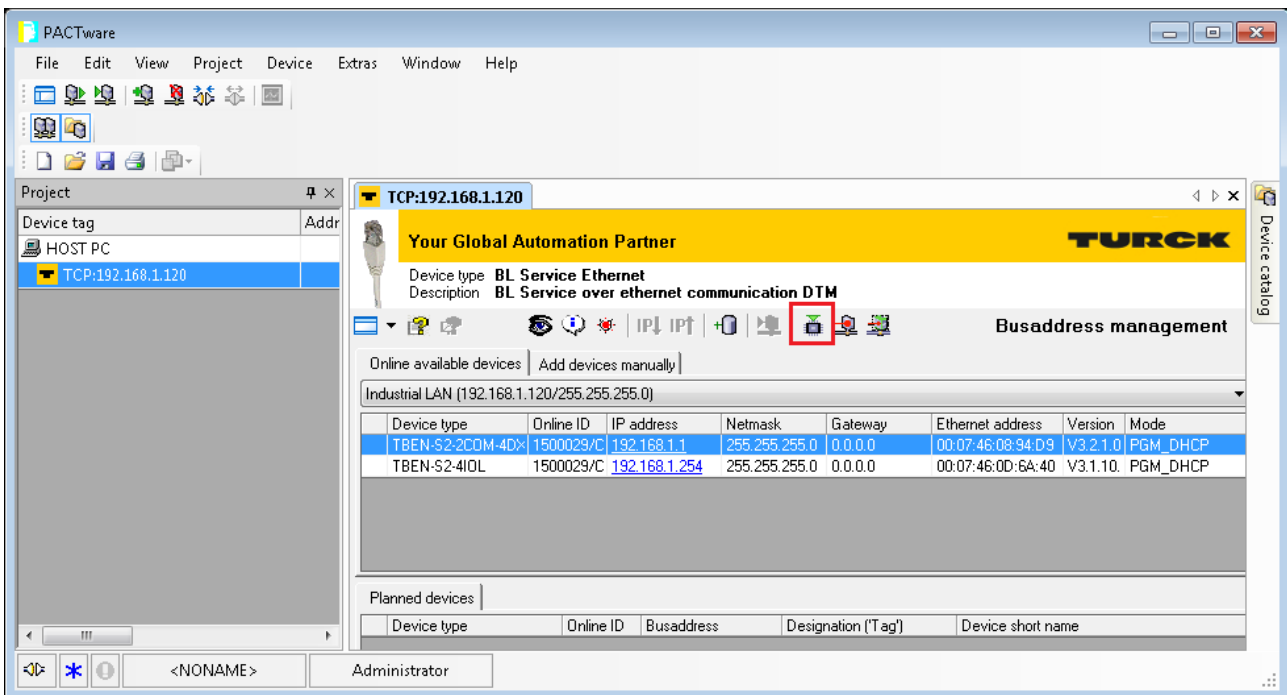 PACTware
File Edit View Project Device Extras Window Help
Project
Device tag Addr
HOST PC
TCP:192.168.1.120
TCP:192.168.1.120
Your Global Automation Partner
TURCK
Device type BL Service Ethernet
Description BL Service over ethernet communication DTM
IP IP
Busaddress management
Online available devices Add devices manually
Industrial LAN (192.168.1.120/255.255.255.0)
Device type Online ID IP address Netmask Gateway Ethernet address Version Mode
TBEN-S2-2COM-4DX 1500029/C 192.168.1.1 255.255.255.0 0.0.0.0 00:07:46:08:94:D9 V3.2.1.0 PGM_DHCP
TBEN-S2-4IOL 1500029/C 192.168.1.254 255.255.255.0 0.0.0.0 00:07:46:0D:6A:40 V3.1.10. PGM_DHCP
Planned devices
Device type Online ID Busaddress Designation ('Tag') Device short name
Device catalog
<NONAME> Administrator